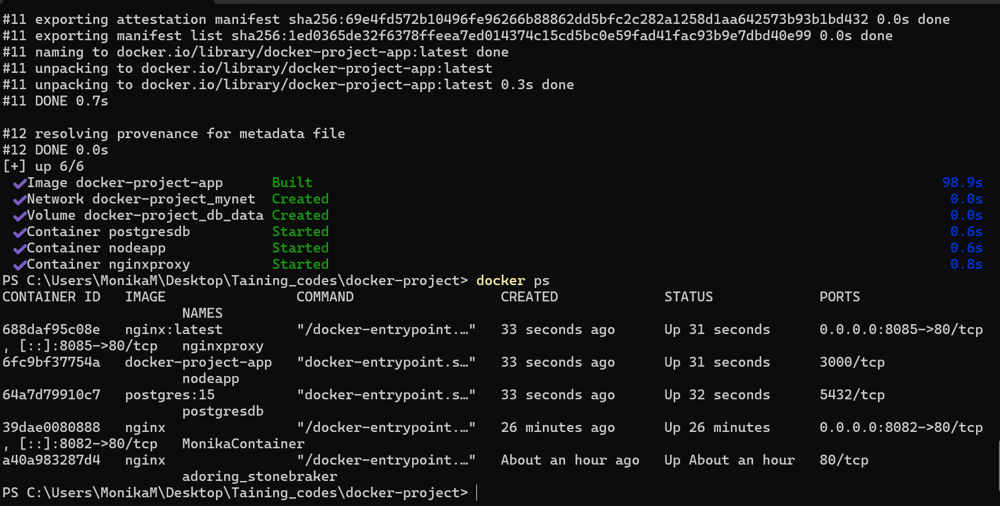 #11 exporting attestation manifest sha256:69e4fd572b10496fe96266b88862dd5bfc2c282a1258d1aa642573b93b1bd432 0.0s done
#11 exporting manifest list sha256:1ed0365de32f6378ffeea7ed014374c15cd5bc0e59fad41fac93b9e7dbd40e99 0.0s done
#11 naming to docker.io/library/docker-project-app:latest done
#11 unpacking to docker.io/library/docker-project-app:latest
#11 unpacking to docker.io/library/docker-project-app:latest 0.3s done
#11 DONE 0.7s

#12 resolving provenance for metadata file
#12 DONE 0.0s
[+] up 6/6
✔Image docker-project-app Built 98.9s
✔Network docker-project_mynet Created 0.0s
✔Volume docker-project_db_data Created 0.0s
✔Container postgresdb Started 0.6s
✔Container nodeapp Started 0.6s
✔Container nginxproxy Started 0.8s
PS C:\Users\MonikaM\Desktop\Taining_codes\docker-project> docker ps
CONTAINER ID IMAGE COMMAND CREATED STATUS PORTS
NAMES
688daf95c08e nginx:latest "/docker-entrypoint.…" 33 seconds ago Up 31 seconds 0.0.0.0:8085->80/tcp
, [::]:8085->80/tcp nginxproxy
6fc9bf37754a docker-project-app "docker-entrypoint.s…" 33 seconds ago Up 31 seconds 3000/tcp
nodeapp
64a7d79910c7 postgres:15 "docker-entrypoint.s…" 33 seconds ago Up 32 seconds 5432/tcp
postgresdb
39dae0080888 nginx "/docker-entrypoint.…" 26 minutes ago Up 26 minutes 0.0.0.0:8082->80/tcp
, [::]:8082->80/tcp MonikaContainer
a40a983287d4 nginx "/docker-entrypoint.…" About an hour ago Up About an hour 80/tcp
adoring_stonebraker
PS C:\Users\MonikaM\Desktop\Taining_codes\docker-project>